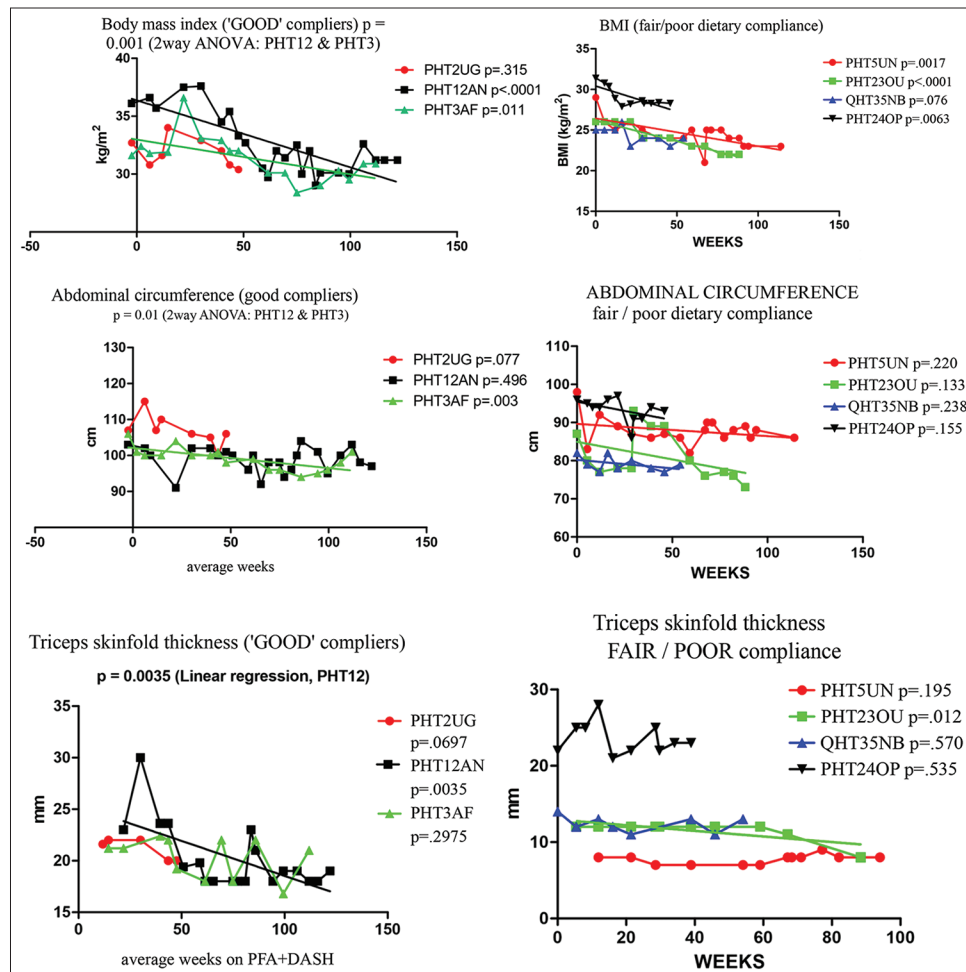 Body mass index ('GOOD' compliers) p =
0.001 (2way ANOVA: PHT12 & PHT3)
40
35
30
kg/m2
-50
0
50
100
150
PHT2UG p=.315
PHT12AN p<.0001
PHT3AF p=.011
BMI (fair/poor dietary compliance)
35
30
25
20
15
BMI (kg/m2)
0
50
100
150
WEEKS
PHT5UN p=.0017
PHT23OU p<.0001
QHT35NB p=.076
PHT24OP p=.0063
Abdominal circumference (good compliers)
p = 0.01 (2way ANOVA: PHT12 & PHT3)
130
120
110
100
90
cm
-50
0
50
100
150
average weeks
PHT2UG p=.077
PHT12AN p=.496
PHT3AF p=.003
ABDOMINAL CIRCUMFERENCE
fair / poor dietary compliance
110
100
90
80
70
60
cm
0
50
100
150
WEEKS
PHT5UN p=.220
PHT23OU p=.133
QHT35NB p=.238
PHT24OP p=.155
Triceps skinfold thickness ('GOOD' compliers)
p = 0.0035 (Linear regression, PHT12)
35
30
25
20
15
mm
0
50
100
150
average weeks on PFA+DASH
PHT2UG
p=.0697
PHT12AN
p=.0035
PHT3AF
p=.2975
Triceps skinfold thickness
FAIR / POOR compliance
30
20
10
0
mm
0
20
40
60
80
100
WEEKS
PHT5UN p=.195
PHT23OU p=.012
QHT35NB p=.570
PHT24OP p=.535